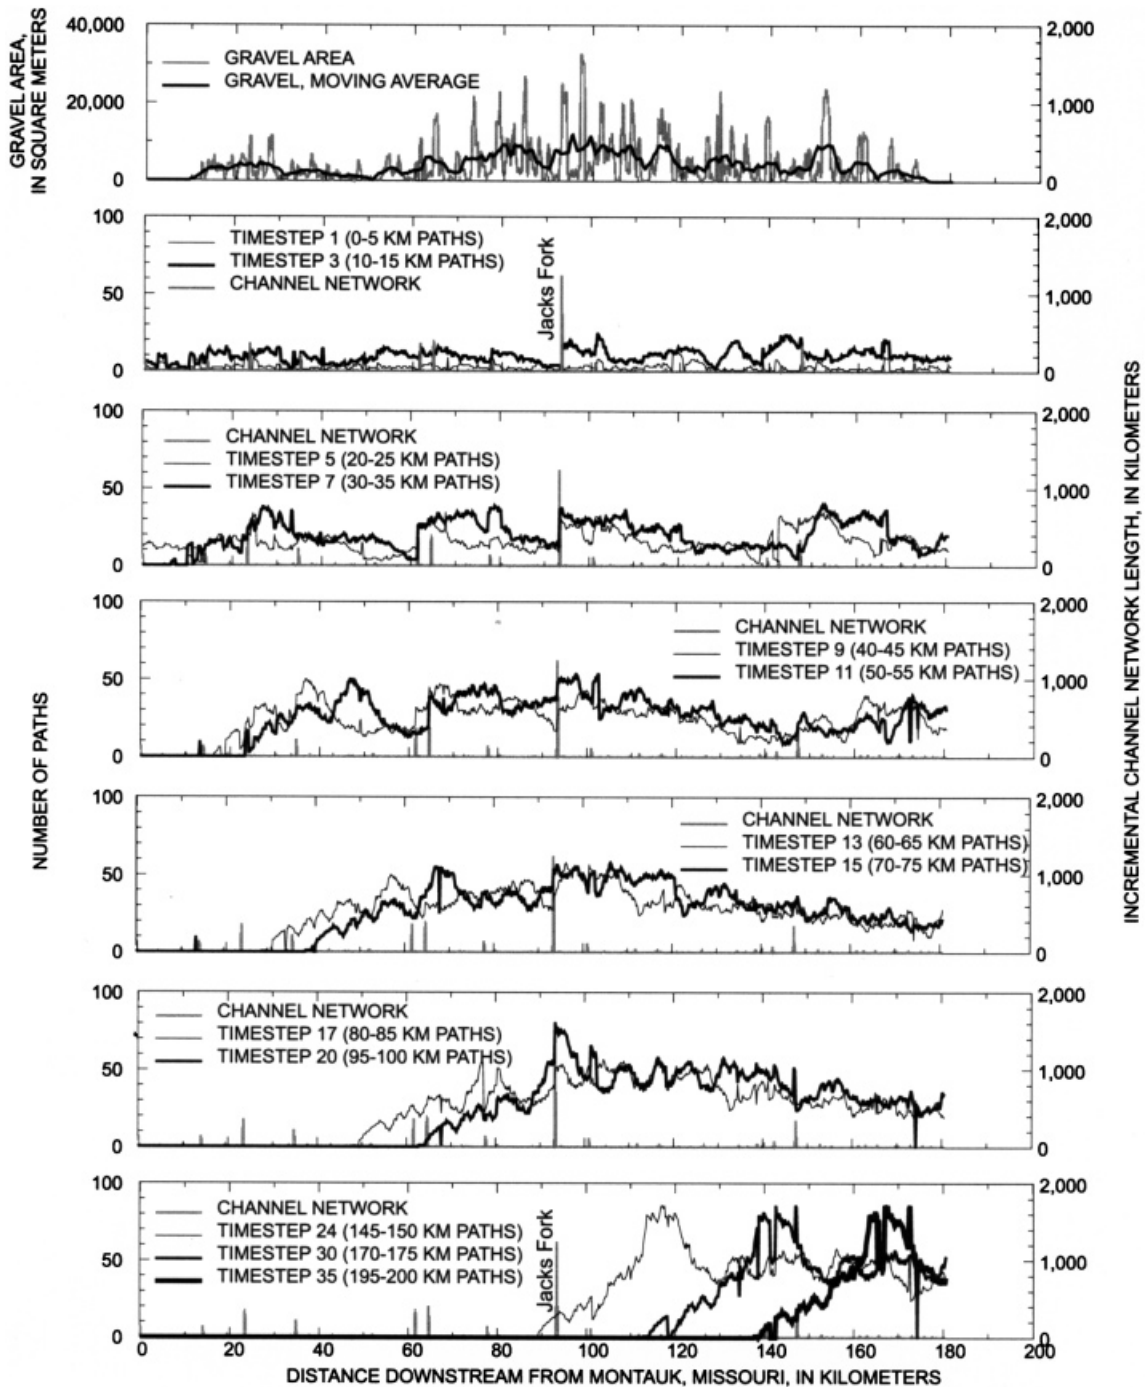 GRAVEL AREA,
IN SQUARE METERS
40,000
20,000
0
2,000
1,000
0
GRAVEL AREA
GRAVEL, MOVING AVERAGE
100
50
0
2,000
1,000
0
TIMESTEP 1 (0-5 KM PATHS)
TIMESTEP 3 (10-15 KM PATHS)
CHANNEL NETWORK
Jacks Fork
100
50
0
2,000
1,000
0
CHANNEL NETWORK
TIMESTEP 5 (20-25 KM PATHS)
TIMESTEP 7 (30-35 KM PATHS)
100
50
0
2,000
1,000
0
CHANNEL NETWORK
TIMESTEP 9 (40-45 KM PATHS)
TIMESTEP 11 (50-55 KM PATHS)
NUMBER OF PATHS
INCREMENTAL CHANNEL NETWORK LENGTH, IN KILOMETERS
100
50
0
2,000
1,000
0
CHANNEL NETWORK
TIMESTEP 13 (60-65 KM PATHS)
TIMESTEP 15 (70-75 KM PATHS)
100
50
0
2,000
1,000
0
CHANNEL NETWORK
TIMESTEP 17 (80-85 KM PATHS)
TIMESTEP 20 (95-100 KM PATHS)
100
50
0
2,000
1,000
0
CHANNEL NETWORK
TIMESTEP 24 (145-150 KM PATHS)
TIMESTEP 30 (170-175 KM PATHS)
TIMESTEP 35 (195-200 KM PATHS)
Jacks Fork
0 20 40 60 80 100 120 140 160 180 200
DISTANCE DOWNSTREAM FROM MONTAUK, MISSOURI, IN KILOMETERS